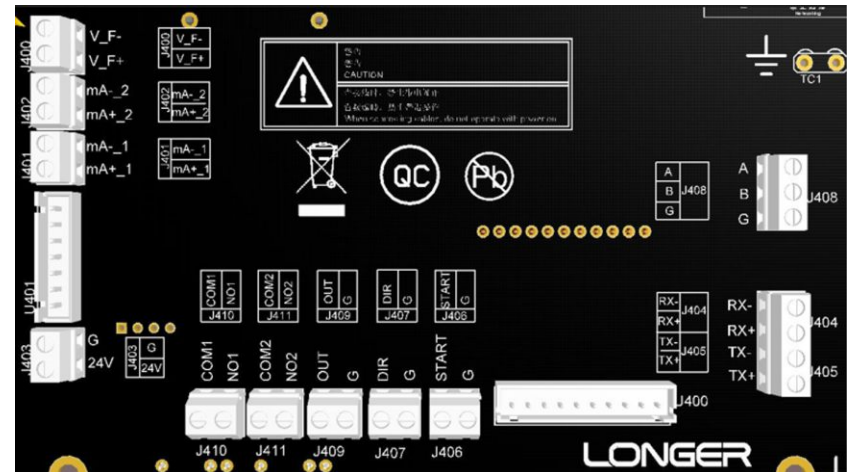 V_F-
V_F+
J400
V_F-
V_F+
J400
mA-_2
mA+_2
J402
mA-_2
mA+_2
J402
mA-_1
mA+_1
J401
mA-_1
mA+_1
J401
CAUTION
QC
Pb
TC1
A
B
G
J408
A
B
G
J408
U401
G
24V
J403
G
24V
J403
COM1
NO1
J410
COM2
NO2
J411
OUT
G
J409
DIR
G
J407
START
G
J406
RX-
RX+
J404
TX-
TX+
J405
RX-
RX+
J404
TX-
TX+
J405
COM1
NO1
J410
COM2
NO2
J411
OUT
G
J409
DIR
G
J407
START
G
J406
J400
LONGER